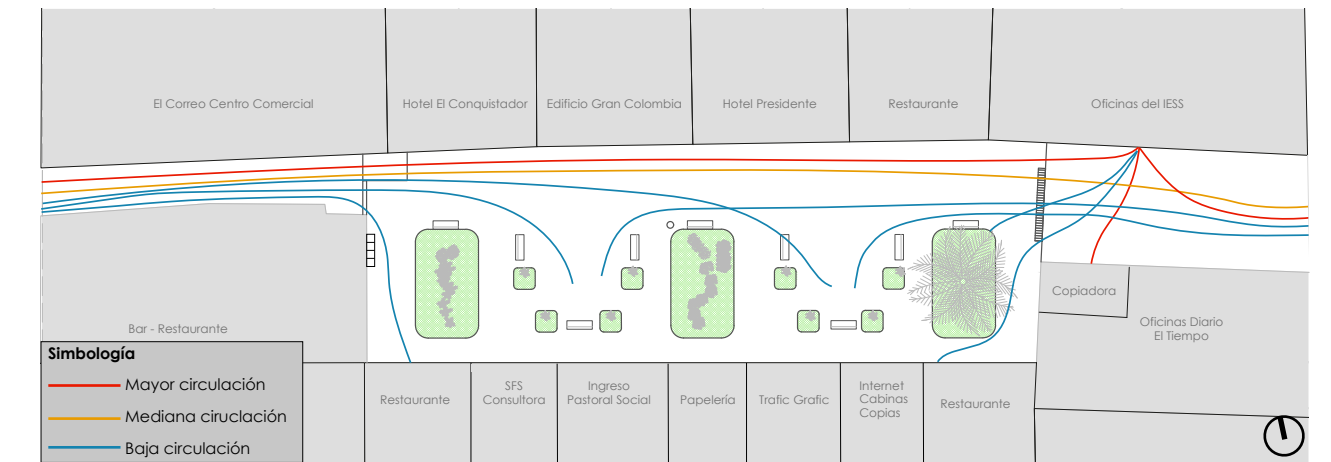 El Correo Centro Comercial
Hotel El Conquistador
Edificio Gran Colombia
Hotel Presidente
Restaurante
Oficinas del IESS
Copiadora
Oficinas Diario
El Tiempo
Bar - Restaurante
Simbología
Mayor circulación
Mediana ciruclación
Baja circulación
Restaurante
SFS
Consultora
Ingreso
Pastoral Social
Papelería
Trafic Grafic
Internet
Cabinas
Copias
Restaurante